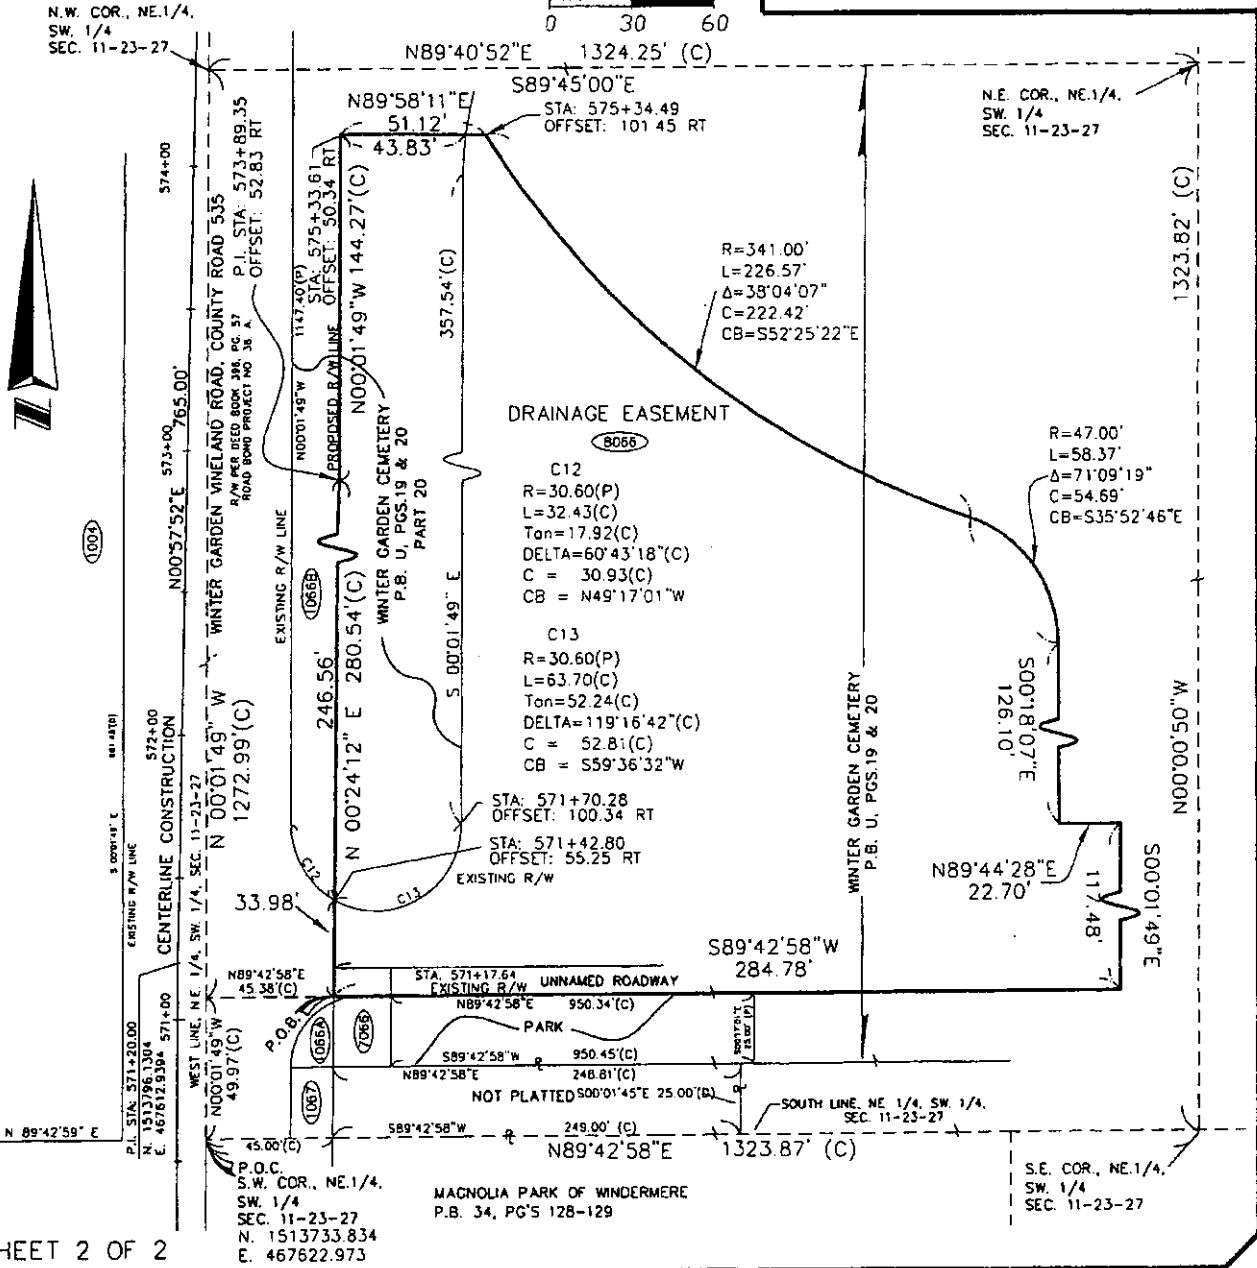 N.W. COR., NE.1/4,
SW. 1/4
SEC. 11-23-27
0 30 60
N89°40'52"E 1324.25' (C)
S89°45'00"E
N89°58'11"E
51.12'
43.83'
STA: 575+34.49
OFFSET: 101.45 RT
N.E. COR., NE.1/4,
SW. 1/4
SEC. 11-23-27
1323.82' (C)
574+00
573+00
765.00'
N00°57'52"E
WINTER GARDEN VINELAND ROAD, COUNTY ROAD 535
R/W PER DEED BOOK 398, PG. 57
ROAD BOND PROJECT NO 38 A.
P.I. STA: 573+89.35
OFFSET: 52.83 RT
1147.40'(P)
N00°01'49"W
STA: 575+33.61
OFFSET: 50.34 RT
PROPOSED R/W LINE
N00°01'49"W 144.27'(C)
357.54'(C)
R=341.00'
L=226.57'
Δ=38°04'07"
C=222.42'
CB=S52°25'22"E
DRAINAGE EASEMENT
8066
R=47.00'
L=58.37'
Δ=71°09'19"
C=54.69'
CB=S35°52'46"E
C12
R=30.60(P)
L=32.43(C)
Tan=17.92(C)
DELTA=60°43'18"(C)
C = 30.93(C)
CB = N49°17'01"W
C13
R=30.60(P)
L=63.70(C)
Tan=52.24(C)
DELTA=119°16'42"(C)
C = 52.81(C)
CB = S59°36'32"W
1004
EXISTING R/W LINE
1066B
WINTER GARDEN CEMETERY
P.B. U, PGS.19 & 20
PART 20
S 00°01'49" E
246.56'
N 00°24'12" E 280.54'(C)
N 00°01'49" W
1272.99'(C)
572+00
CENTERLINE CONSTRUCTION
S 00°01'49" E
EXISTING R/W LINE
WEST LINE, NE 1/4, SW. 1/4, SEC. 11-23-27
STA: 571+70.28
OFFSET: 100.34 RT
STA: 571+42.80
OFFSET: 55.25 RT
EXISTING R/W
C12
C13
33.98'
WINTER GARDEN CEMETERY
P.B. U, PGS.19 & 20
S00°18'07"E
126.10'
N00°00'50" W
N89°44'28"E
22.70'
S00°01'49"E
117.48'
S89°42'58"W
284.78'
N89°42'58"E
45.38'(C)
STA. 571+17.64
EXISTING R/W
UNNAMED ROADWAY
N89°42'58"E 950.34'(C)
P.O.B.
1066A
7066
PARK
25.00' (P)
S89°42'58"W 950.45'(C)
N89°42'58"E 248.81'(C)
571+00
N00°01'49"W
49.97'(C)
1067
NOT PLATTED S00°01'45"E 25.00'(D)
SOUTH LINE, NE 1/4, SW. 1/4,
SEC. 11-23-27
P.I. STA: 571+20.00
N. 1513796.1304
E. 467612.9394
N 89°42'59" E
S89°42'58"W 249.00' (C)
45.00'(C)
N89°42'58"E 1323.87' (C)
P.O.C.
S.W. COR., NE.1/4,
SW. 1/4
SEC. 11-23-27
N. 1513733.834
E. 467622.973
MAGNOLIA PARK OF WINDERMERE
P.B. 34, PG'S 128-129
S.E. COR., NE.1/4,
SW. 1/4
SEC. 11-23-27
HEET 2 OF 2